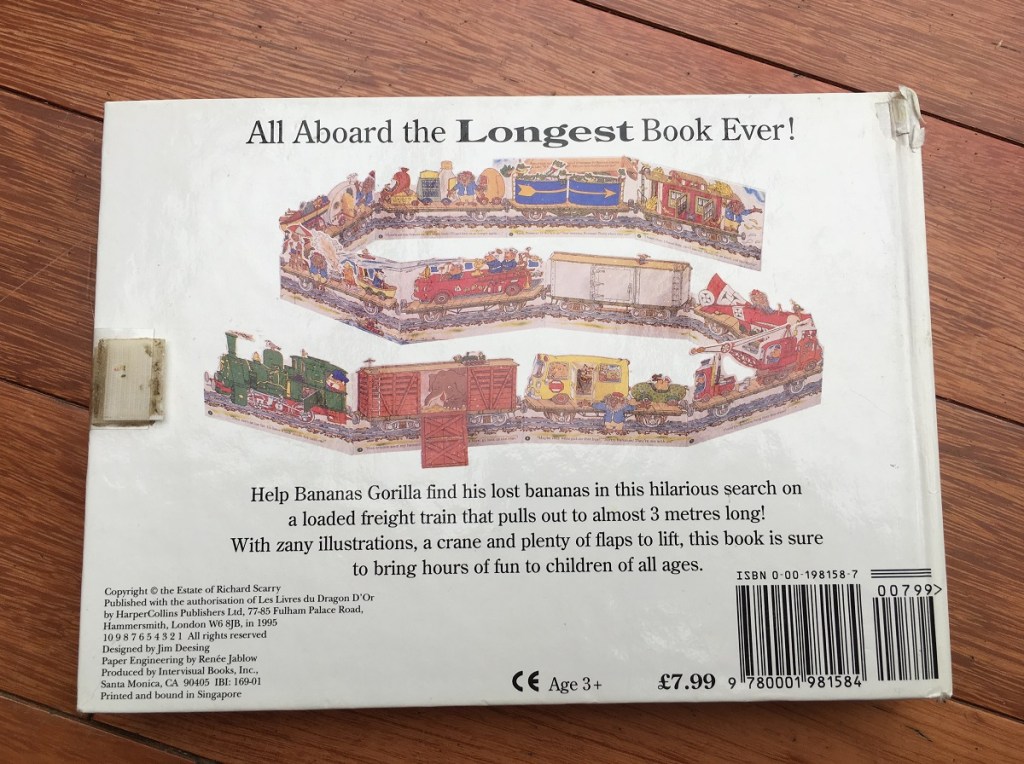 All Aboard the Longest Book Ever!
Help Bananas Gorilla find his lost bananas in this hilarious search on
a loaded freight train that pulls out to almost 3 metres long!
With zany illustrations, a crane and plenty of flaps to lift, this book is sure
to bring hours of fun to children of all ages.
Copyright © the Estate of Richard Scarry
Published with the authorisation of Les Livres du Dragon D'Or
by HarperCollins Publishers Ltd, 77-85 Fulham Palace Road,
Hammersmith, London W6 8JB, in 1995
10 9 8 7 6 5 4 3 2 1 All rights reserved
Designed by Jim Deesing
Paper Engineering by Renée Jablow
Produced by Intervisual Books, Inc.,
Santa Monica, CA 90405 IBI: 169-01
Printed and bound in Singapore
CE Age 3+
£7.99
ISBN 0-00-198158-7
00799>
9 780001 981584